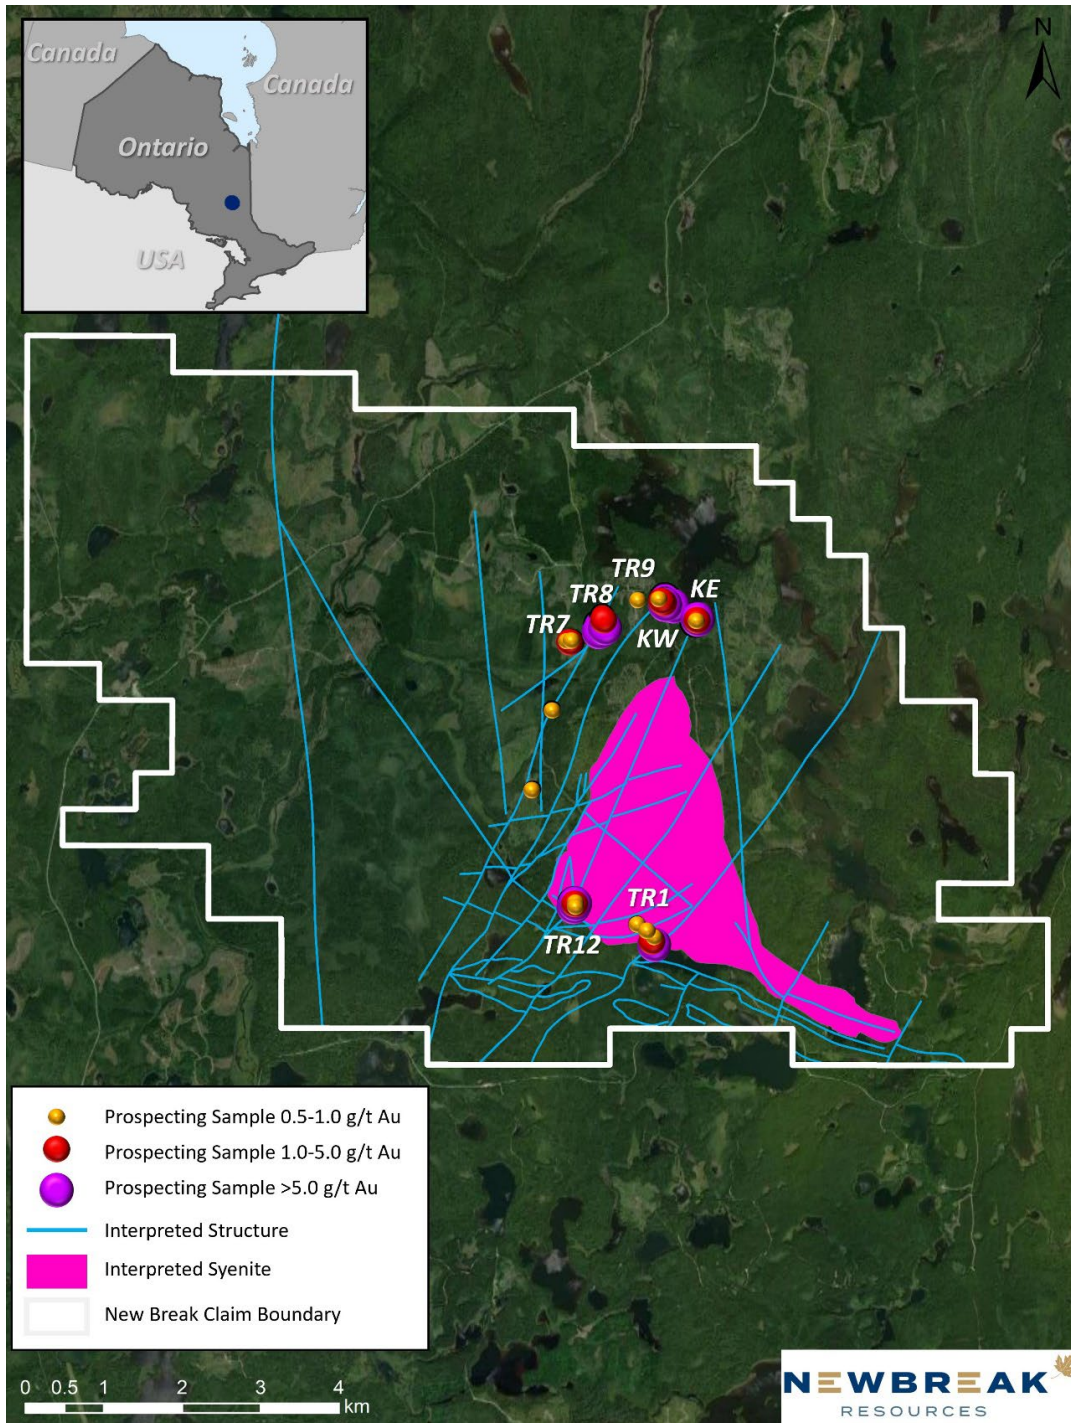 Canada
Canada
Ontario
USA
N
TR9
KE
TR8
TR7
KW
TR1
TR12
Prospecting Sample 0.5-1.0 g/t Au
Prospecting Sample 1.0-5.0 g/t Au
Prospecting Sample >5.0 g/t Au
Interpreted Structure
Interpreted Syenite
New Break Claim Boundary
0 0.5 1 2 3 4
km
NEWBREAK
RESOURCES